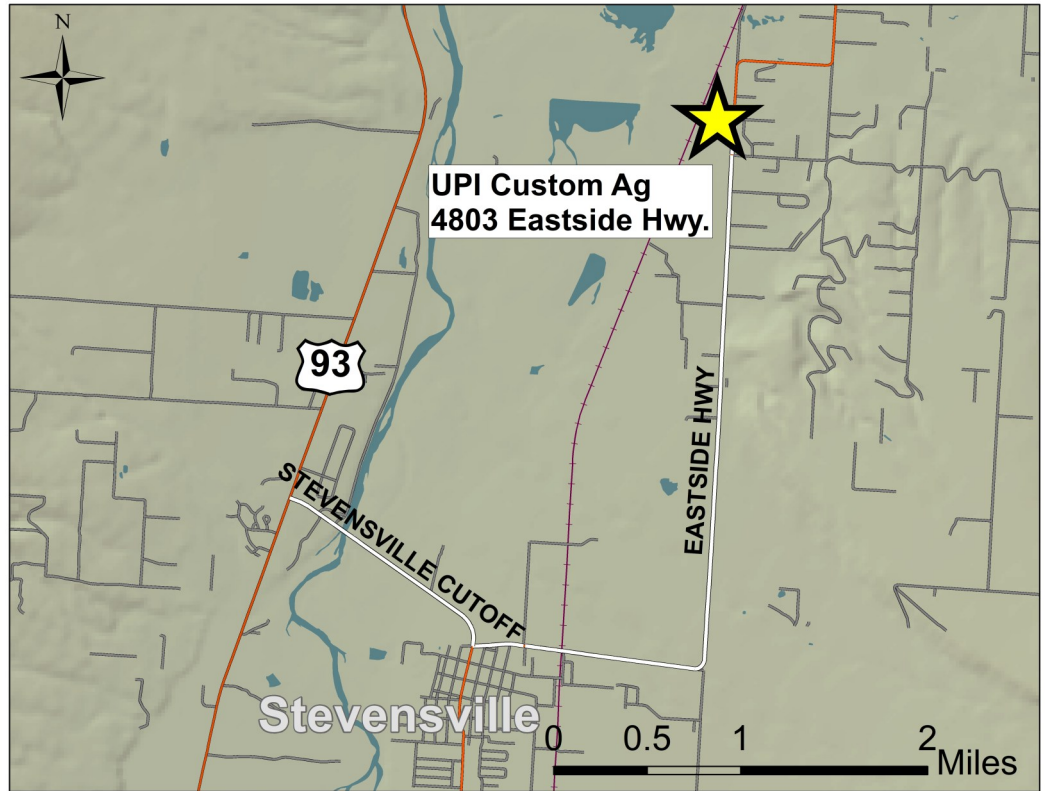 N
UPI Custom Ag
4803 Eastside Hwy.
93
EASTSIDE HWY
STEVENSVILLE CUTOFF
Stevensville
0 0.5 1 2
Miles